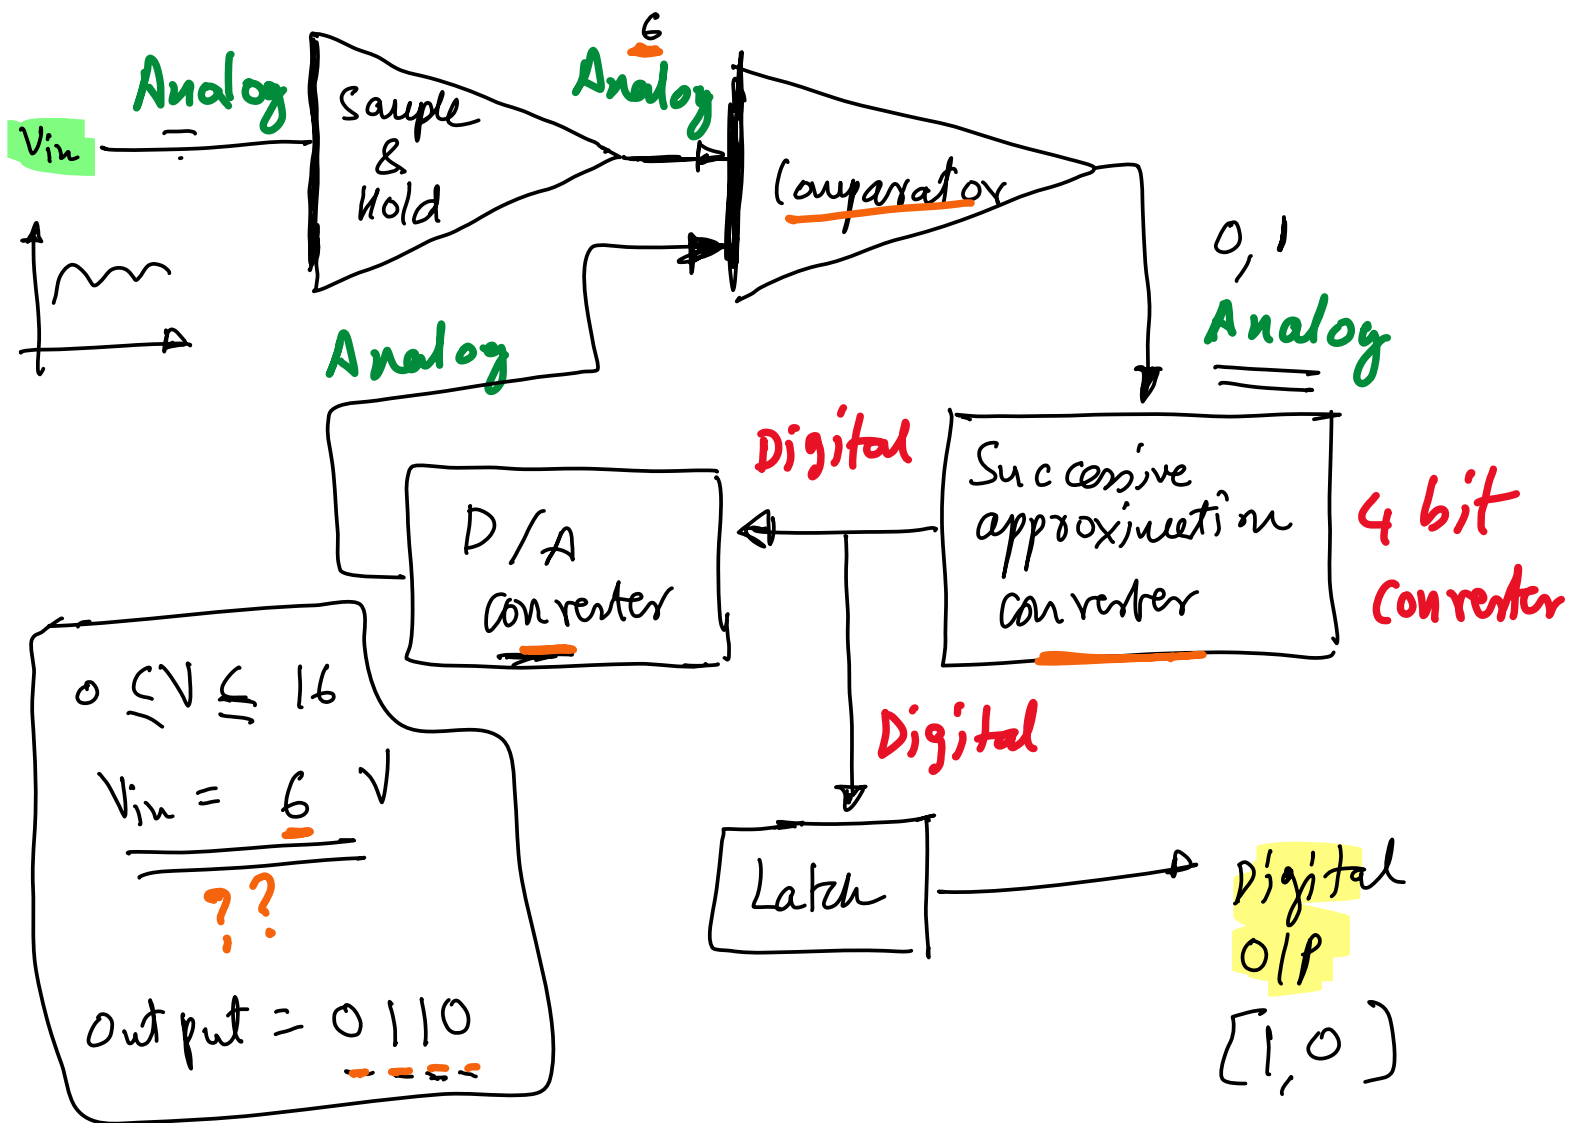 6
Analog
Analog
Vin
Sample
&
Hold
Comparator
0, 1
Analog
Analog
Digital
Successive
approximation
converter
4 bit
Converter
D/A
converter
0 ≤ V ≤ 16
Vin = 6 V
??
Output = 0110
Digital
Latch
Digital
O/P
[1,0]